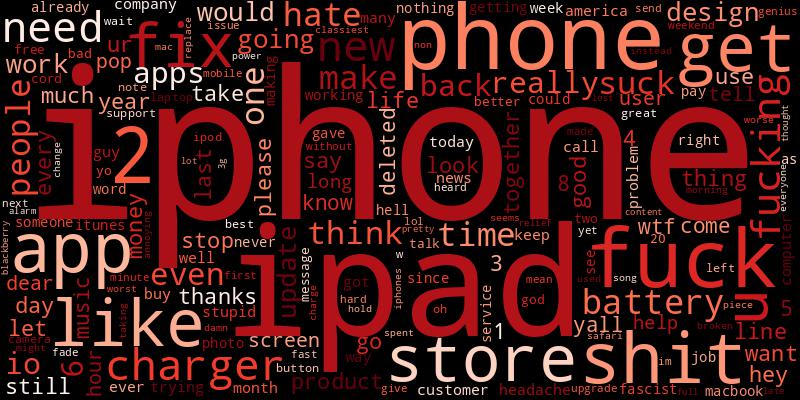 already company wait would hate many nothing getting week america send design genius
need ur fix issue mac replace going classiest new phone non weekend get
free bad pop work cord apps mobile power make back really suck instead use
much note year support laptop take one making working life better could lost user pay tell
people every change iphone ipod 3g lot last gave without say long know please deleted today look news heard together made call 4 right great problem thing morning fucking thought worse everyone as
2 guy yo word 8 good two content
next alarm someone itunes money annoying best hell lol pretty seems relief yet wtf come 20
blackberry app stop never think talk time keep fuck see computer
dear well even first update message ipad w since 3 mean god used song left u
minute worst buy thanks got hard hold iphones oh battery piece 5
day music like looking stupid damn charge service 1 yall help broken line
let camera might photo screen go spent store safari shit im job want
io fade 6 hour charger fast button way hey
still ever trying month product give customer headache upgrade fascist full macbook late